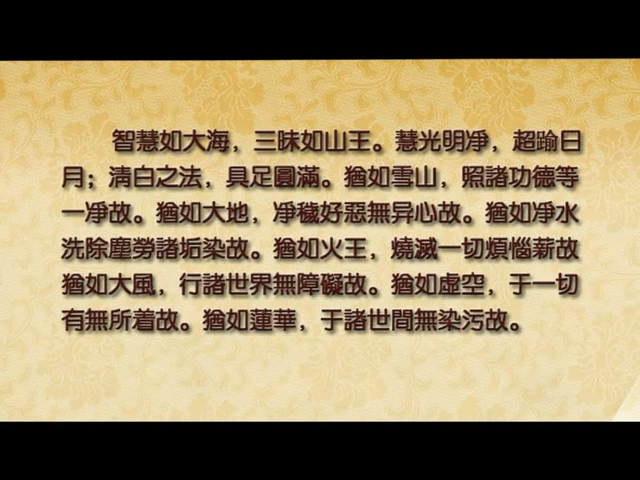 智慧如大海，三昧如山王。慧光明凈，超踰日
月；清白之法，具足圓滿。猶如雪山，照諸功德等
一凈故。猶如大地，凈穢好惡無异心故。猶如凈水
洗除塵勞諸垢染故。猶如火王，燒滅一切煩惱薪故
猶如大風，行諸世界無障礙故。猶如虛空，于一切
有無所着故。猶如蓮華，于諸世間無染污故。